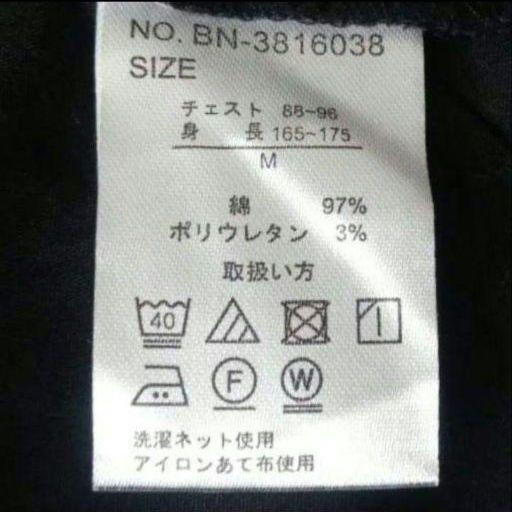 NO. BN-3816038
SIZE
チェスト 88~96
身 長 165~175
M
綿 97%
ポリウレタン 3%
取扱い方
40
F W
洗濯ネット使用
アイロンあて布使用